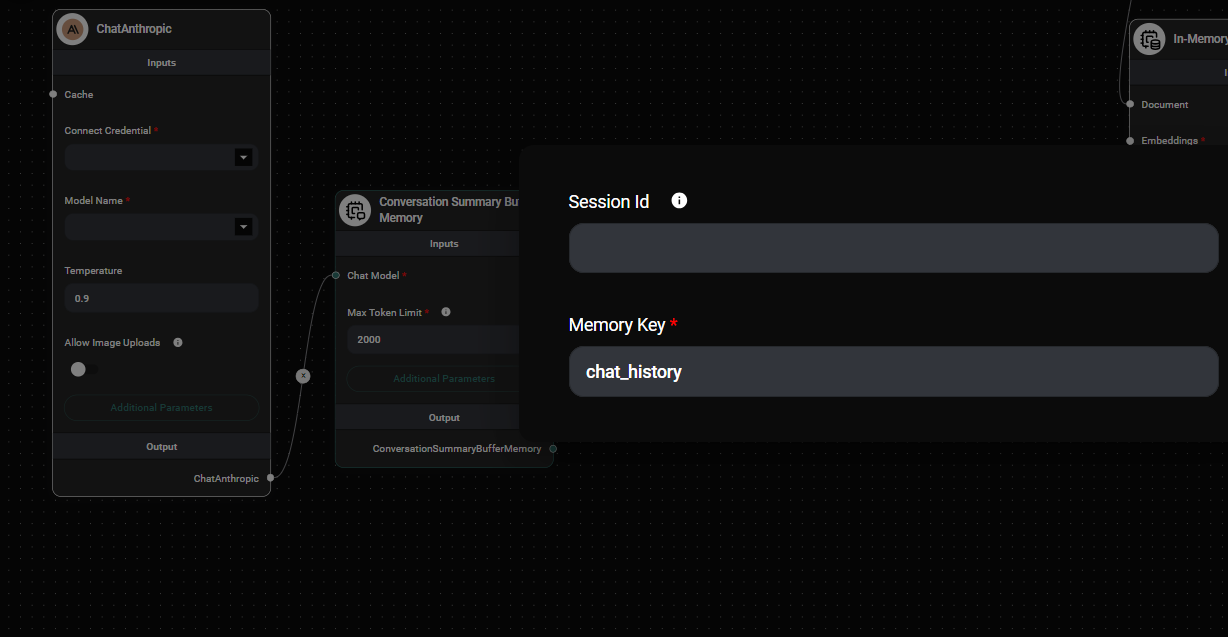 ChatAnthropic
Inputs
Cache
Connect Credential *
Model Name *
Temperature
0.9
Allow Image Uploads
Additional Parameters
Output
ChatAnthropic
Conversation Summary Bu
Memory
Inputs
Chat Model *
Max Token Limit *
2000
Additional Parameters
Output
ConversationSummaryBufferMemory
Session Id
Memory Key *
chat_history
In-Memory
Document
Embeddings *